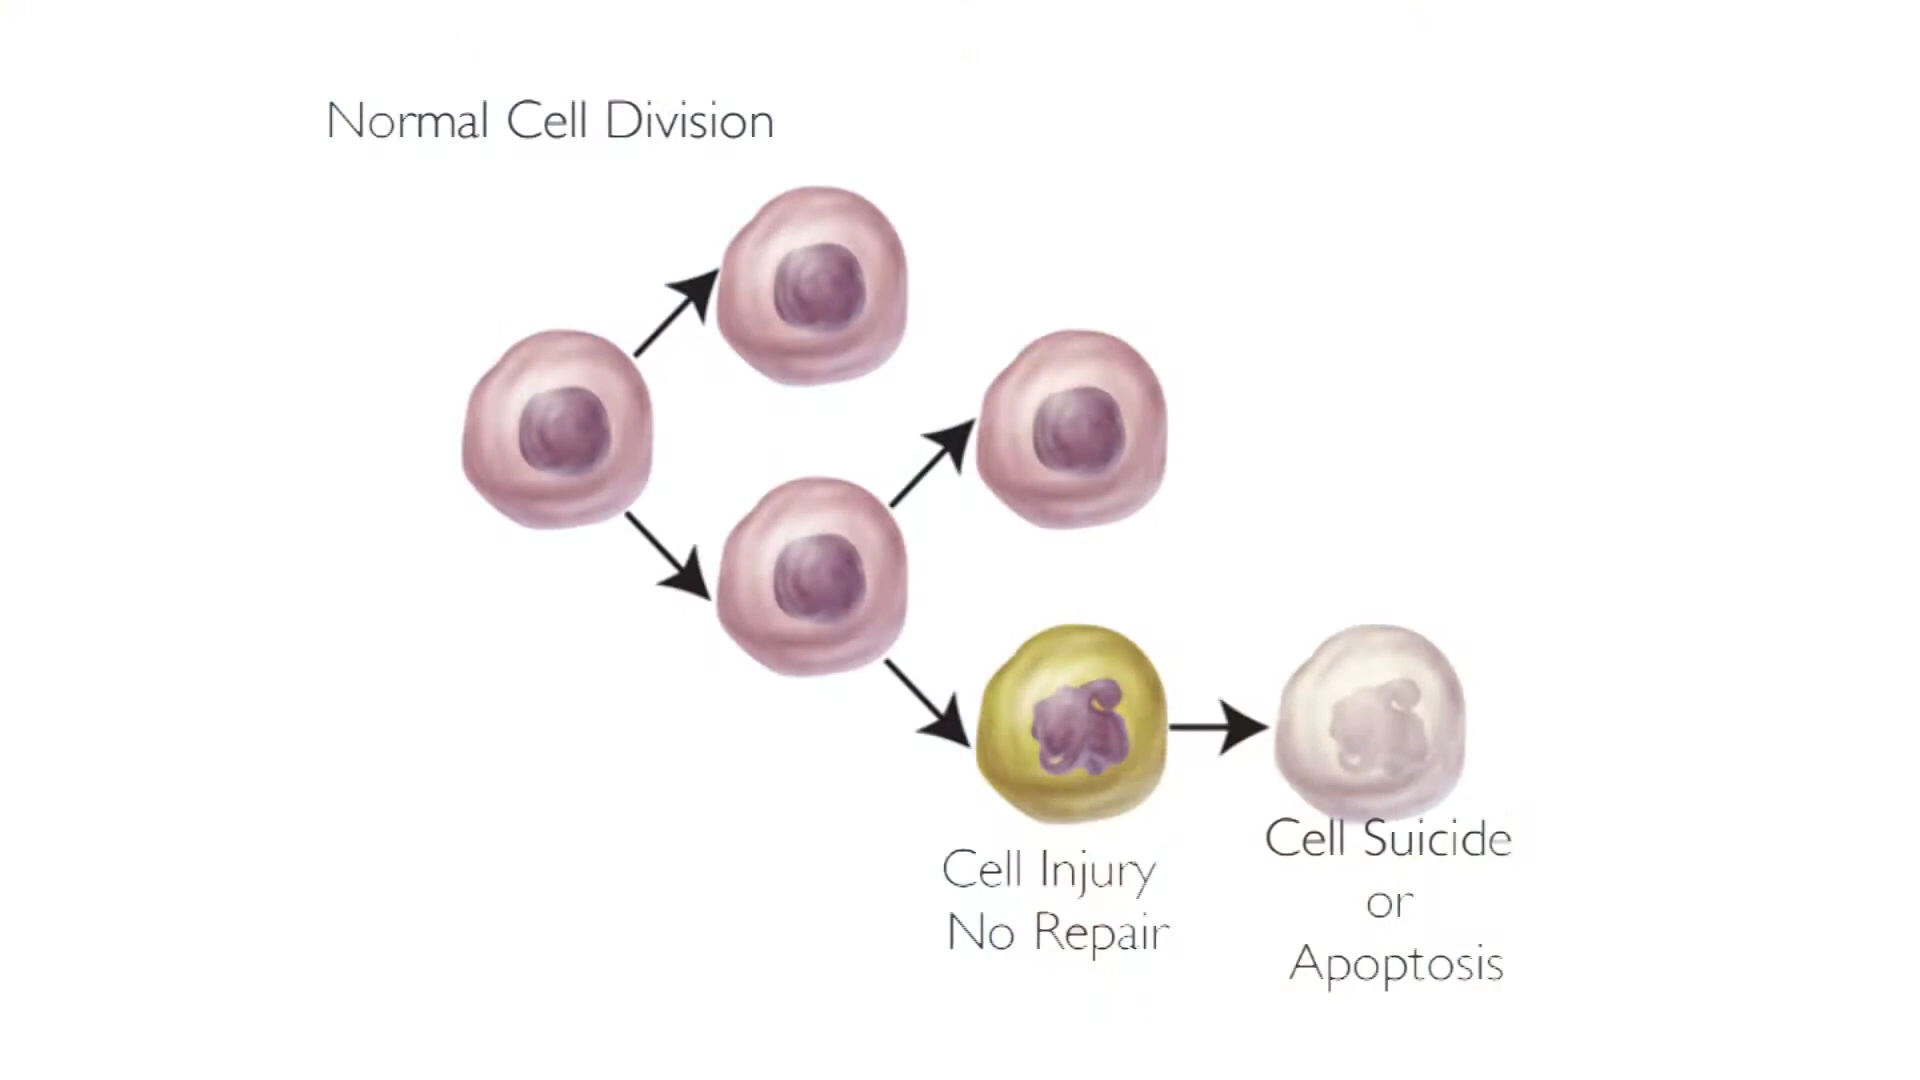 Normal Cell Division
Cell Injury
No Repair
Cell Suicide
or
Apoptosis